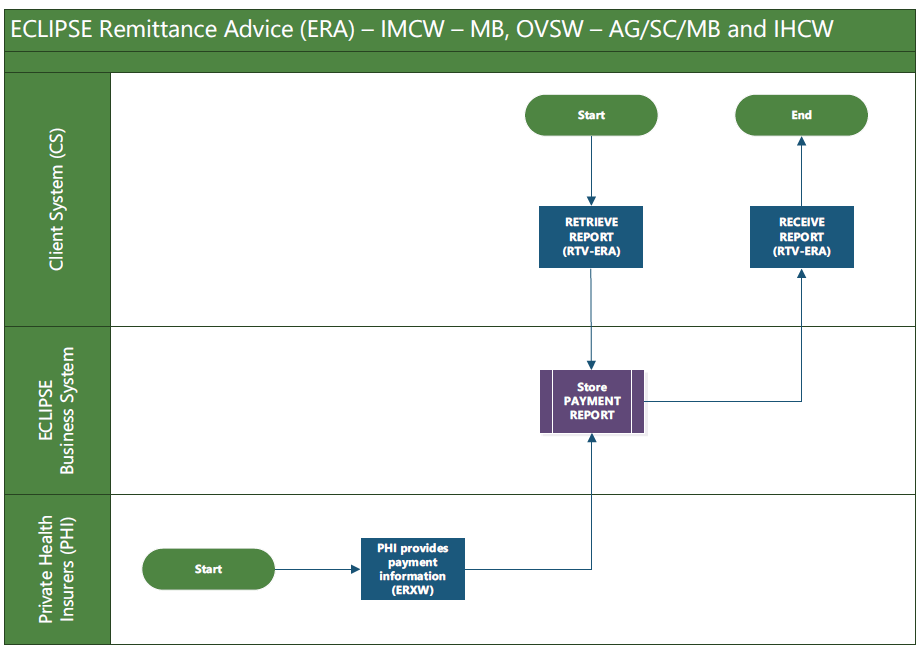 ECLIPSE Remittance Advice (ERA) – IMCW – MB, OVSW – AG/SC/MB and IHCW
Client System (CS)
Start
End
RETRIEVE
REPORT
(RTV-ERA)
RECEIVE
REPORT
(RTV-ERA)
ECLIPSE
Business System
Store
PAYMENT
REPORT
Private Health
Insurers (PHI)
Start
PHI provides
payment
information
(ERXW)